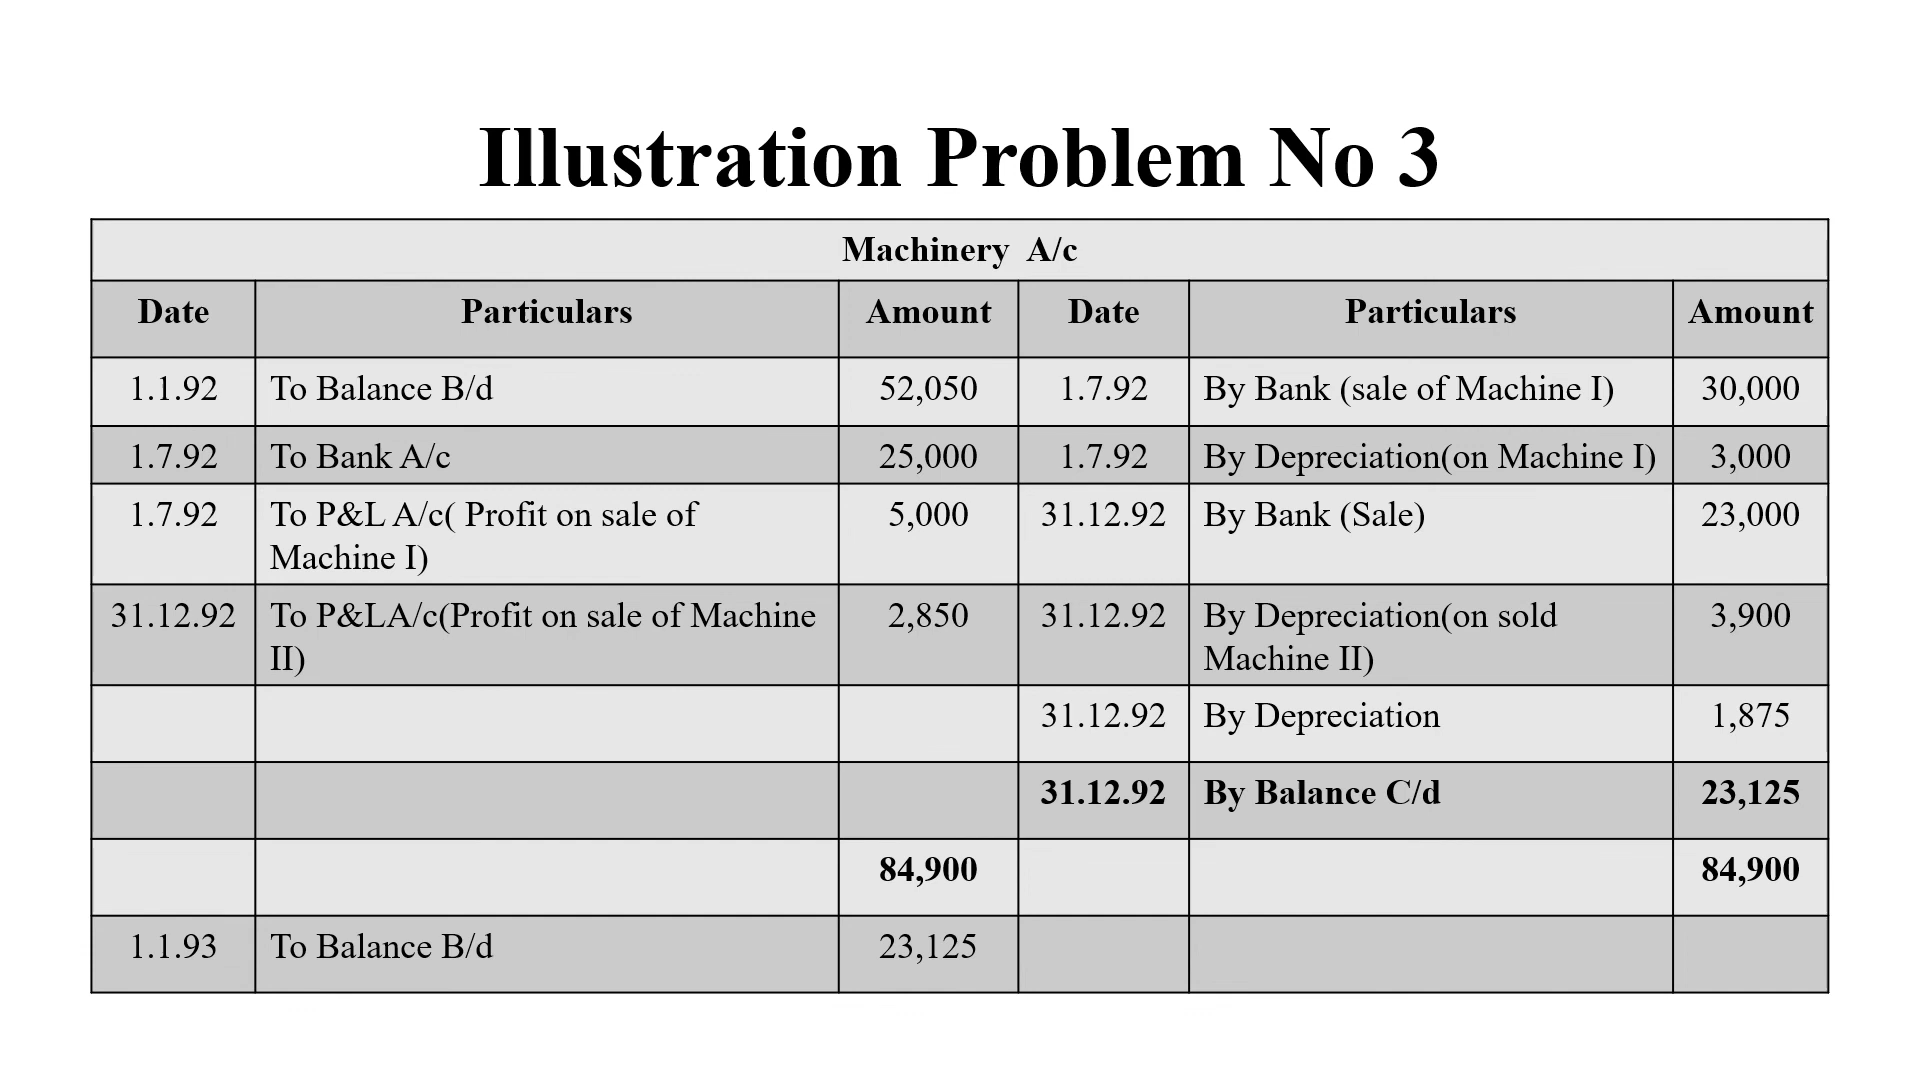 Illustration Problem No 3
Machinery A/c
Date Particulars Amount Date Particulars Amount
1.1.92 To Balance B/d 52,050 1.7.92 By Bank (sale of Machine I) 30,000
1.7.92 To Bank A/c 25,000 1.7.92 By Depreciation(on Machine I) 3,000
1.7.92 To P&L A/c( Profit on sale of 5,000 31.12.92 By Bank (Sale) 23,000
Machine I)
31.12.92 To P&LA/c(Profit on sale of Machine 2,850 31.12.92 By Depreciation(on sold 3,900
II) Machine II)
31.12.92 By Depreciation 1,875
31.12.92 By Balance C/d 23,125
84,900 84,900
1.1.93 To Balance B/d 23,125